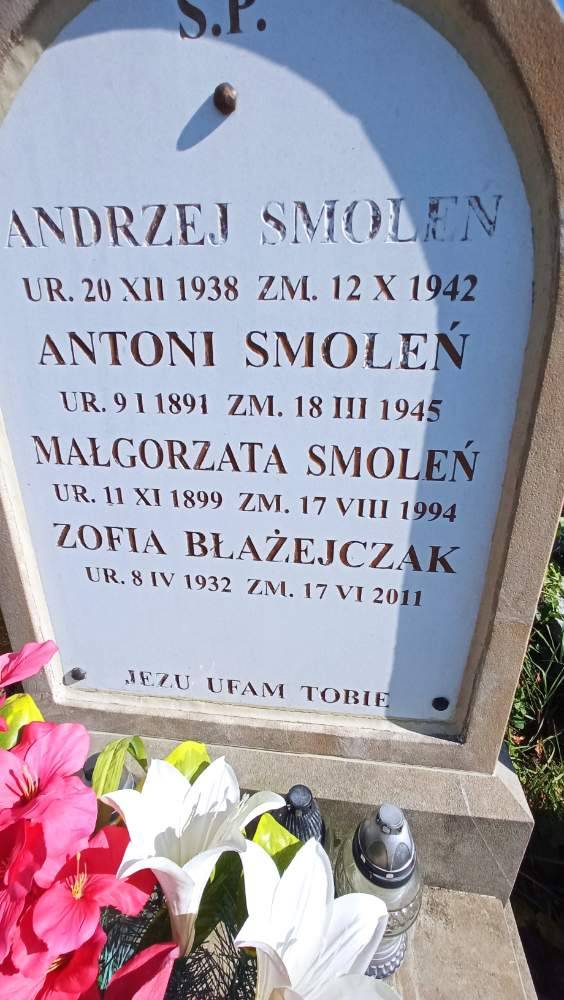 Ś.P.
ANDRZEJ SMOLEŃ
UR. 20 XII 1938 ZM. 12 X 1942
ANTONI SMOLEŃ
UR. 9 I 1891 ZM. 18 III 1945
MAŁGORZATA SMOLEŃ
UR. 11 XI 1899 ZM. 17 VIII 1994
ZOFIA BŁAŻEJCZAK
UR. 8 IV 1932 ZM. 17 VI 2011
JEZU UFAM TOBIE